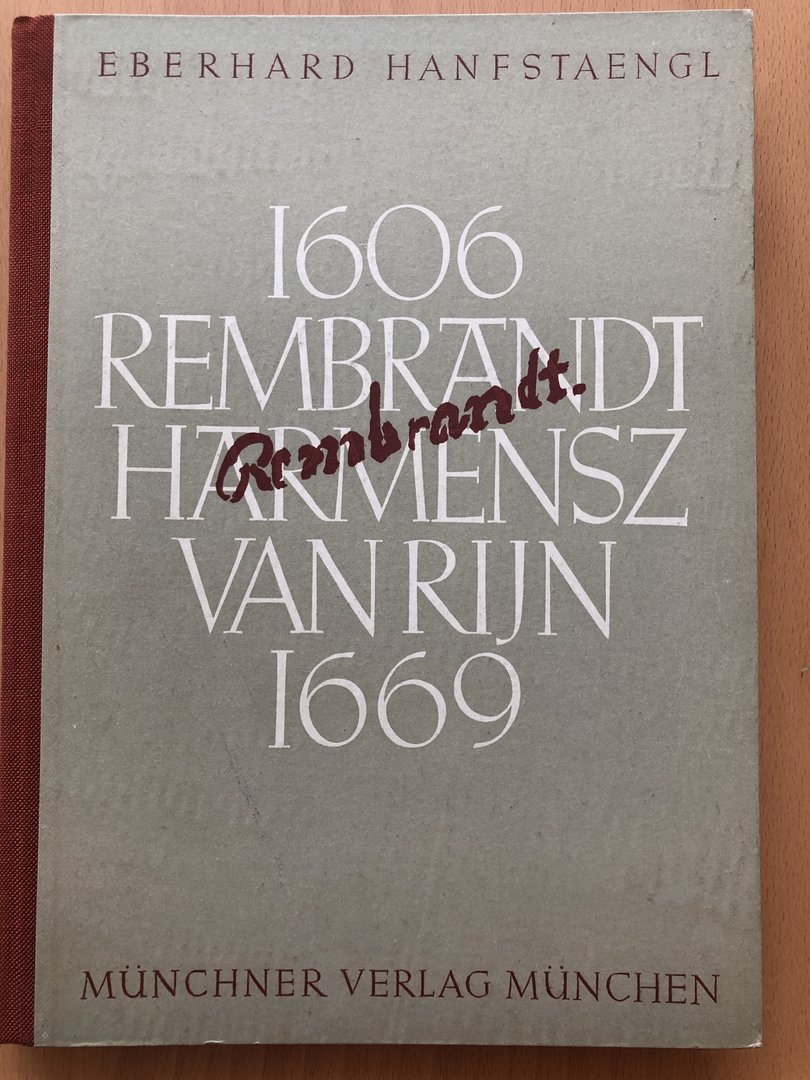 EBERHARD HANFSTAENGL
1606
REMBRANDT
Rembrandt.
HARMENSZ
VAN RIJN
1669
MÜNCHNER VERLAG MÜNCHEN